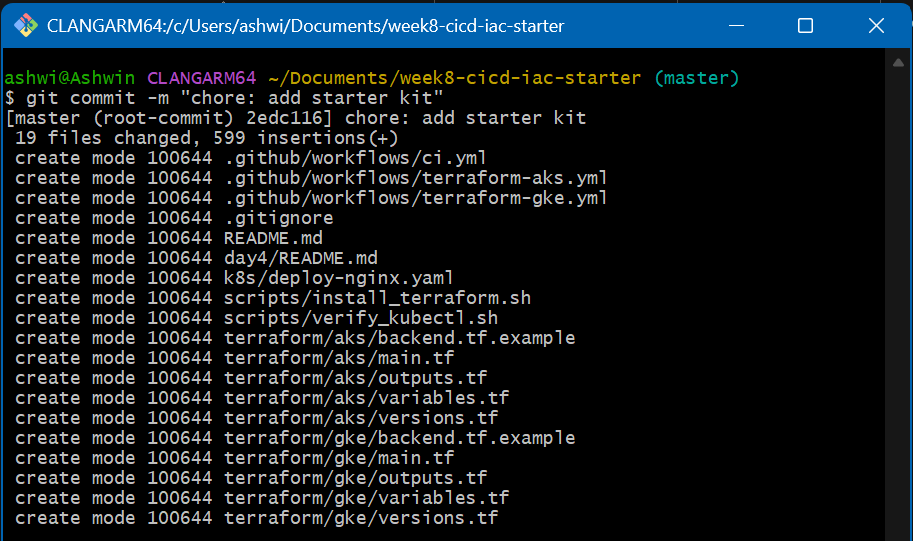 CLANGARM64:/c/Users/ashwi/Documents/week8-cicd-iac-starter
ashwi@Ashwin CLANGARM64 ~/Documents/week8-cicd-iac-starter (master)
$ git commit -m "chore: add starter kit"
[master (root-commit) 2edc116] chore: add starter kit
 19 files changed, 599 insertions(+)
 create mode 100644 .github/workflows/ci.yml
 create mode 100644 .github/workflows/terraform-aks.yml
 create mode 100644 .github/workflows/terraform-gke.yml
 create mode 100644 .gitignore
 create mode 100644 README.md
 create mode 100644 day4/README.md
 create mode 100644 k8s/deploy-nginx.yaml
 create mode 100644 scripts/install_terraform.sh
 create mode 100644 scripts/verify_kubectl.sh
 create mode 100644 terraform/aks/backend.tf.example
 create mode 100644 terraform/aks/main.tf
 create mode 100644 terraform/aks/outputs.tf
 create mode 100644 terraform/aks/variables.tf
 create mode 100644 terraform/aks/versions.tf
 create mode 100644 terraform/gke/backend.tf.example
 create mode 100644 terraform/gke/main.tf
 create mode 100644 terraform/gke/outputs.tf
 create mode 100644 terraform/gke/variables.tf
 create mode 100644 terraform/gke/versions.tf